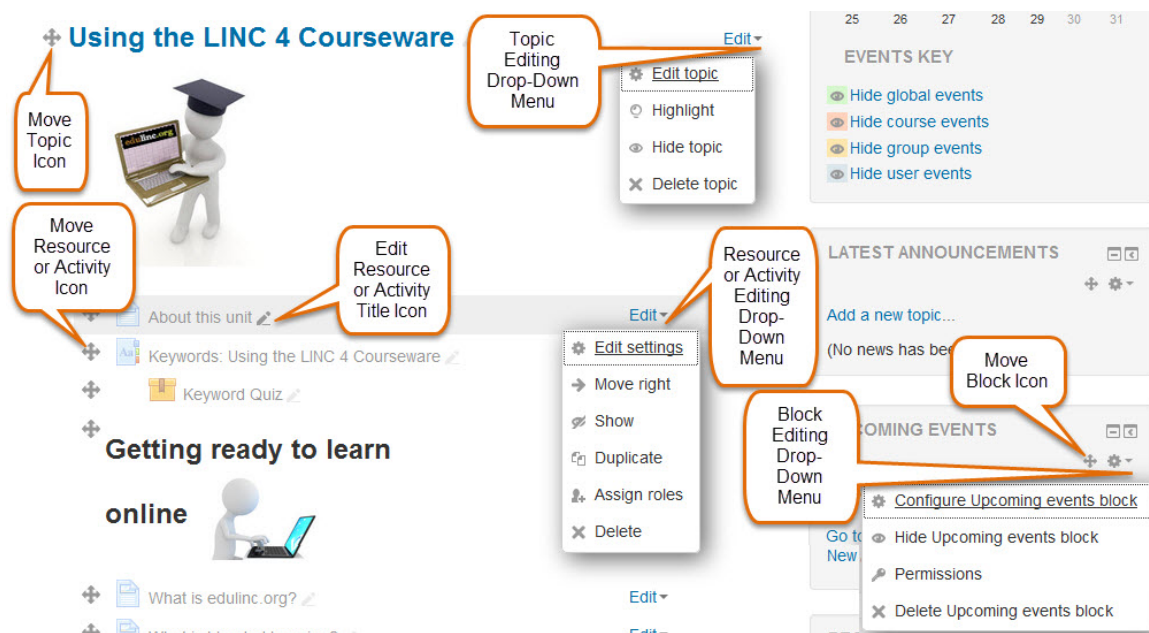 Using the LINC 4 Courseware
Edit
Topic
Editing
Drop-Down
Menu
Edit topic
Highlight
Hide topic
Delete topic
Move
Topic
Icon
edulinc.org
Move
Resource
or Activity
Icon
Edit
Resource
or Activity
Title Icon
About this unit
Edit
Resource
or Activity
Editing
Drop-
Down
Menu
Keywords: Using the LINC 4 Courseware
Keyword Quiz
Edit settings
Move right
Show
Duplicate
Assign roles
Delete
Getting ready to learn
online
What is edulinc.org?
Edit
Edit
25 26 27 28 29 30 31
EVENTS KEY
Hide global events
Hide course events
Hide group events
Hide user events
LATEST ANNOUNCEMENTS
Add a new topic...
(No news has
Move
Block Icon
Block
Editing
Drop-
Down
Menu
EVENTS
Configure Upcoming events block
Go to
New
Hide Upcoming events block
Permissions
Delete Upcoming events block